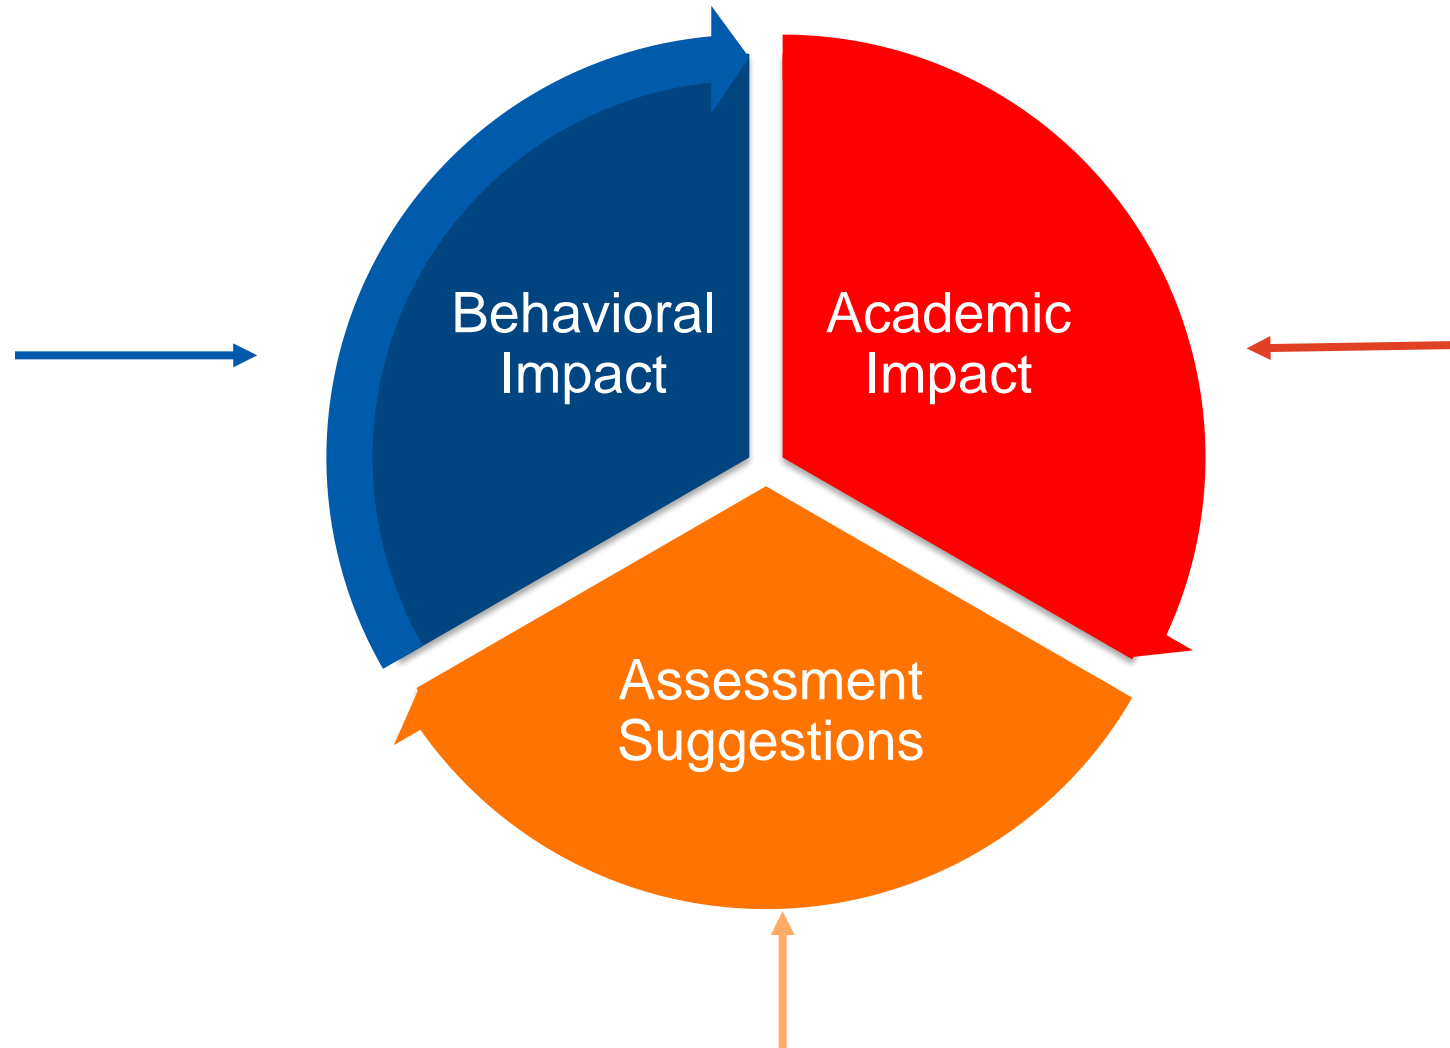 Behavioral
Impact
Academic
Impact
Assessment
Suggestions